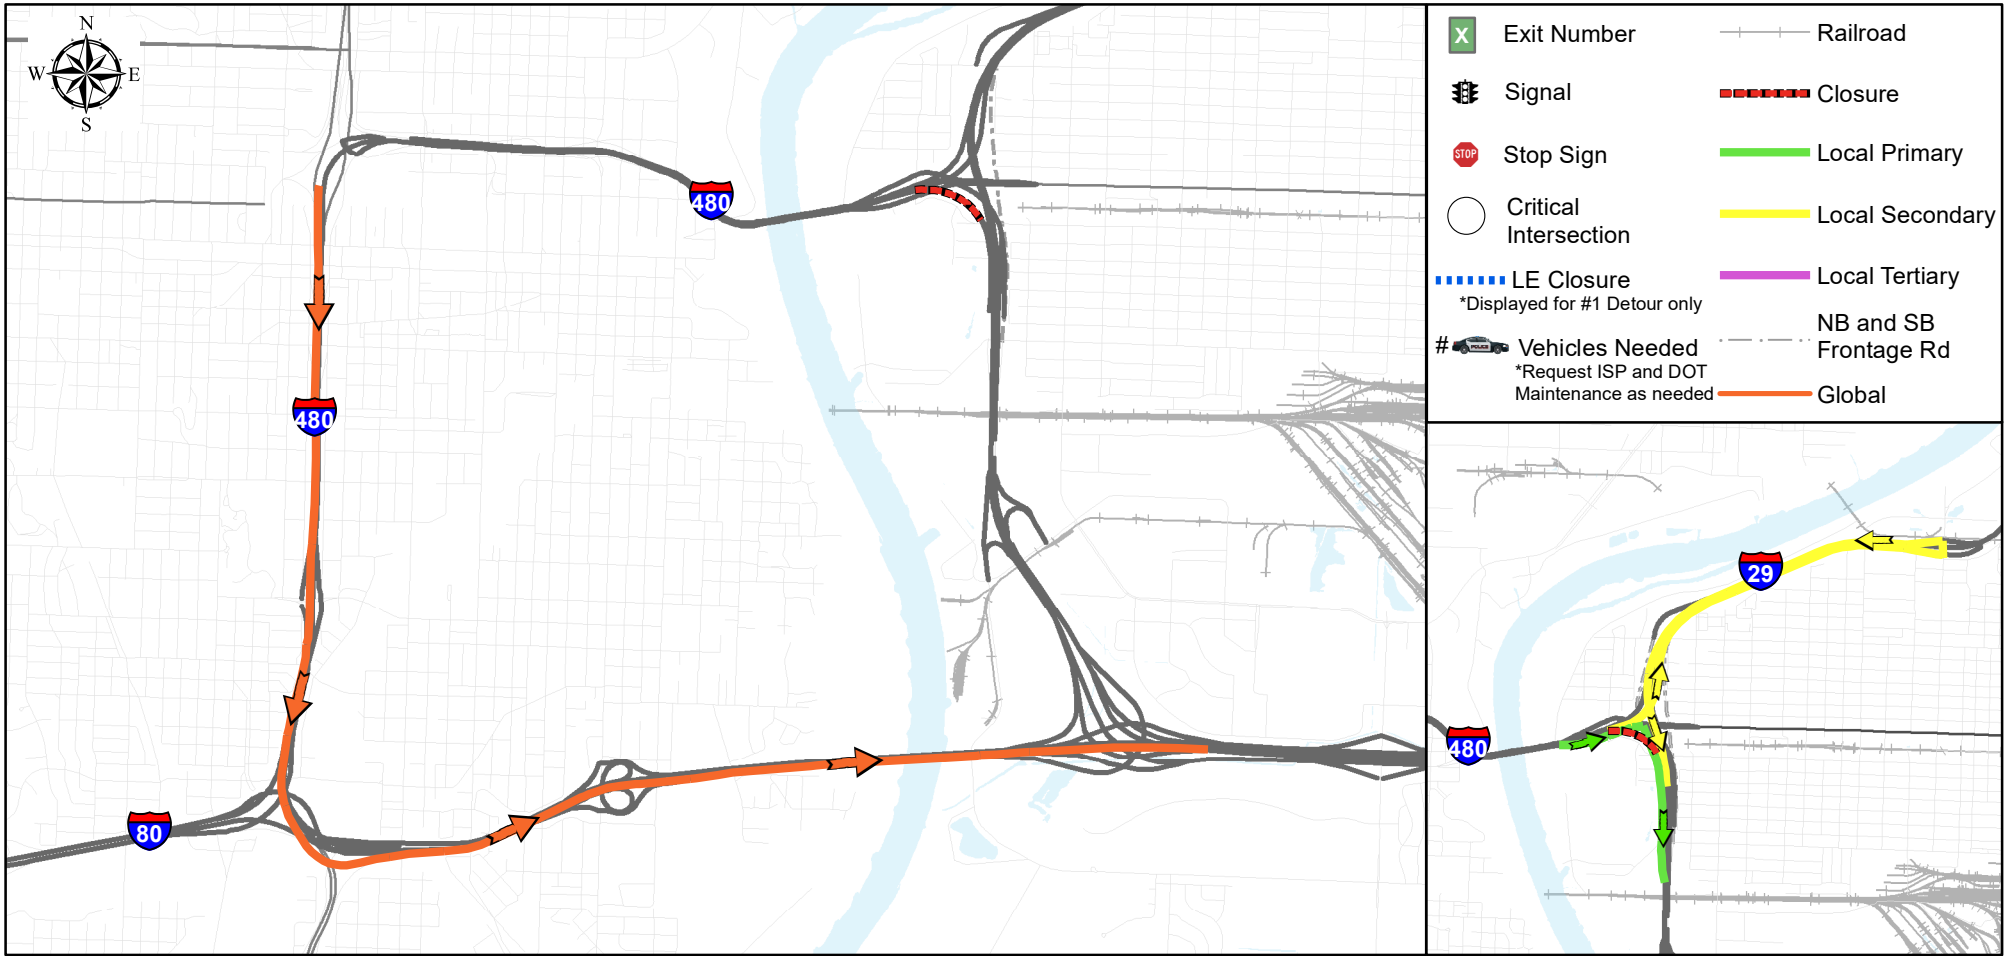 N
W
E
S
480
480
80
X
Exit Number
Signal
STOP
Stop Sign
Critical
Intersection
LE Closure
*Displayed for #1 Detour only
#
POLICE
Vehicles Needed
*Request ISP and DOT
Maintenance as needed
Railroad
Closure
Local Primary
Local Secondary
Local Tertiary
NB and SB
Frontage Rd
Global
29
480